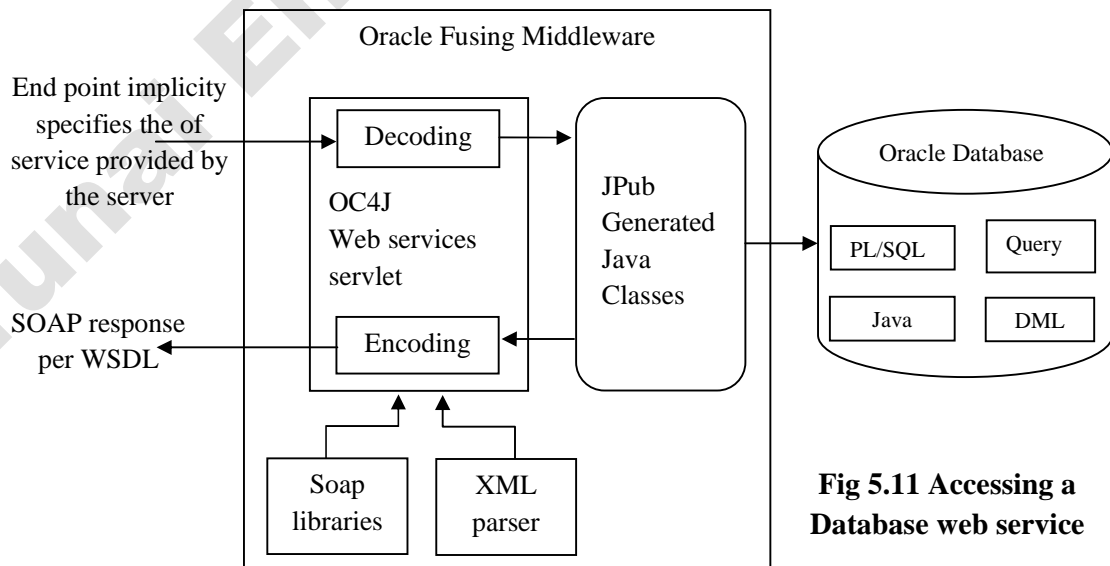 Oracle Fusing Middleware
End point implicity
specifies the of
service provided by
the server
Decoding
OC4J
Web services
servlet
Encoding
JPub
Generated
Java
Classes
Oracle Database
PL/SQL
Query
Java
DML
SOAP response
per WSDL
Soap
libraries
XML
parser
Fig 5.11 Accessing a
Database web service
unai En